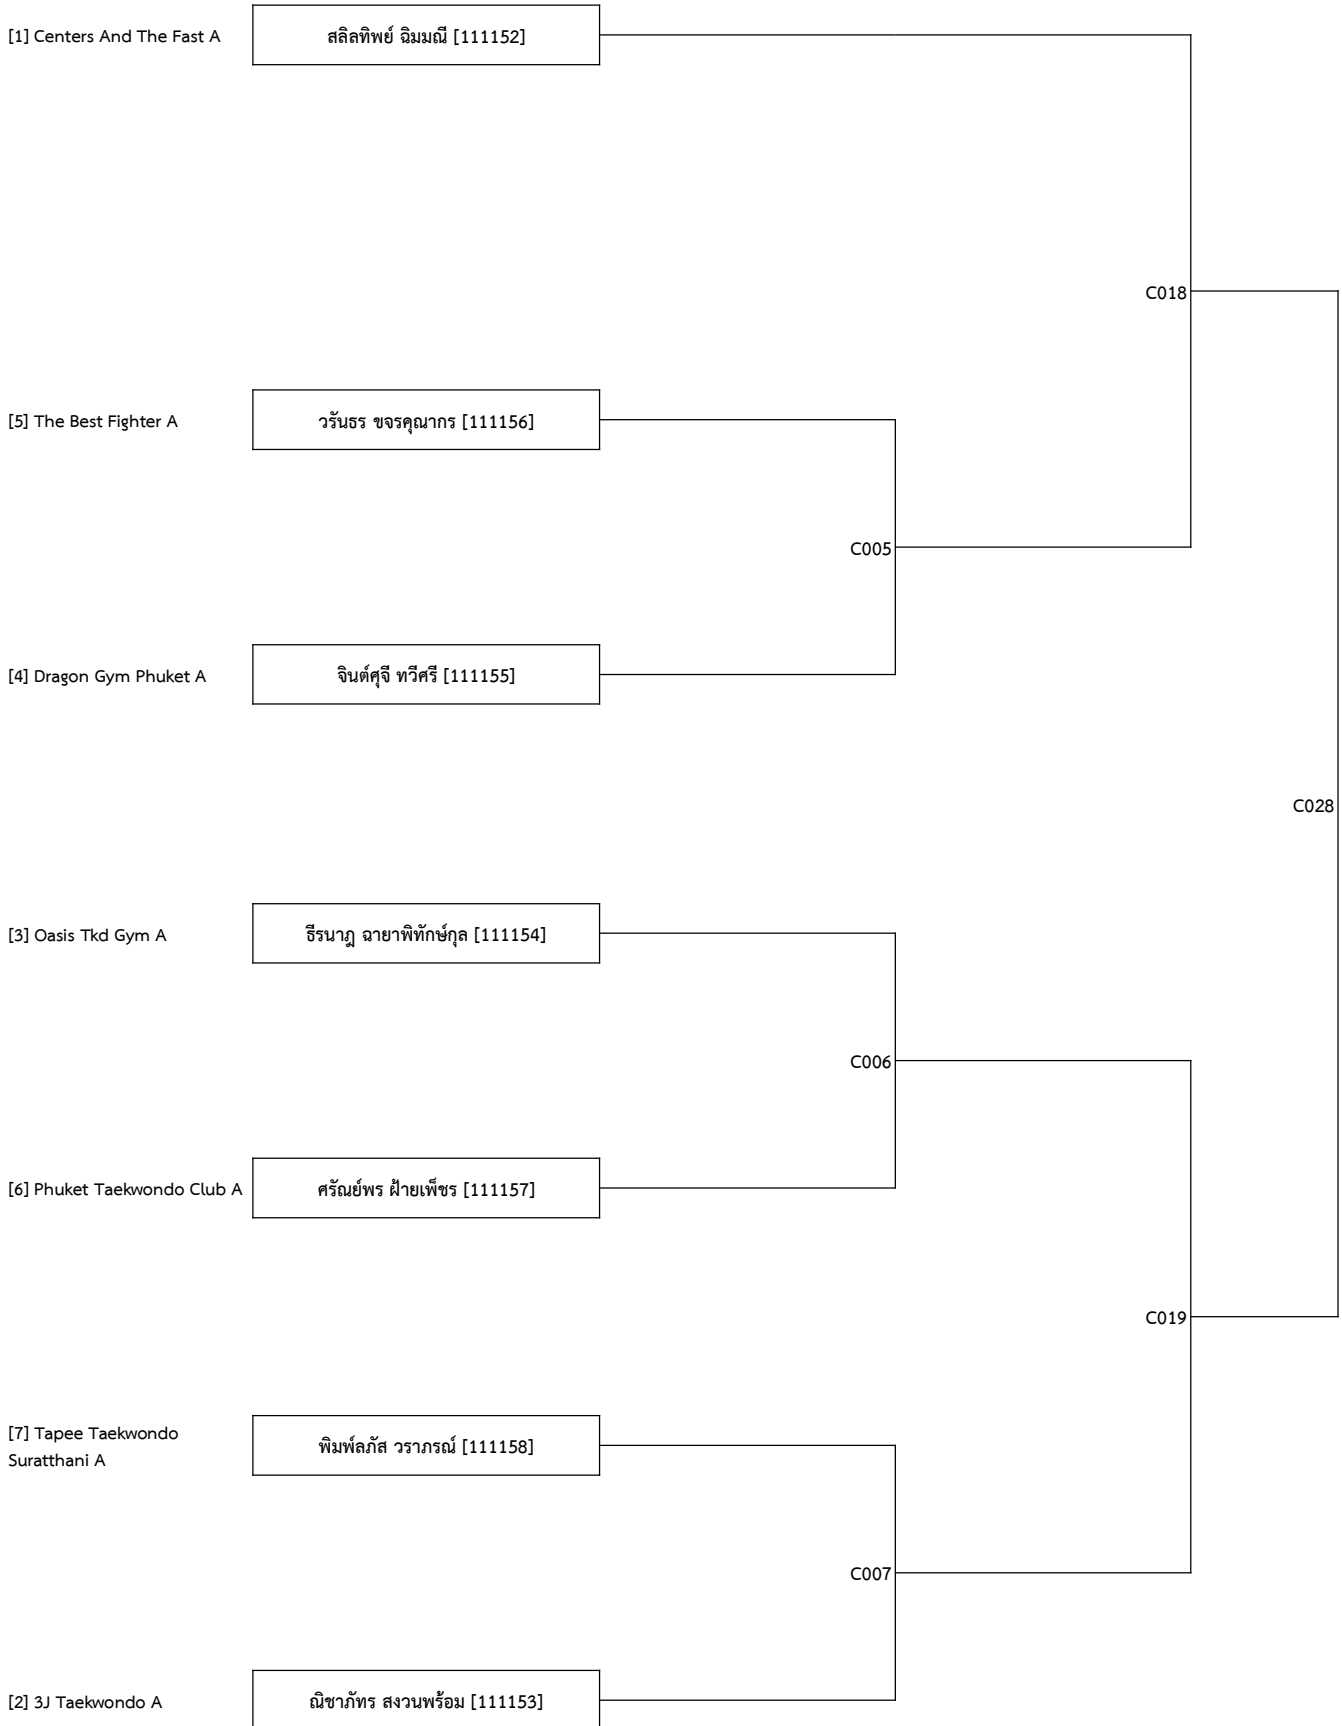 [1] Centers And The Fast A
สลิลทิพย์ ฉิมมณี [111152]
C018
[5] The Best Fighter A
วรันธร ขจรคุณากร [111156]
C005
[4] Dragon Gym Phuket A
จินต์ศุจี ทวีศรี [111155]
C028
[3] Oasis Tkd Gym A
ธีรนาฎ ฉายาพิทักษ์กุล [111154]
C006
[6] Phuket Taekwondo Club A
ศรัณย์พร ฝ้ายเพ็ชร [111157]
C019
[7] Tapee Taekwondo
Suratthani A
พิมพ์ลภัส วราภรณ์ [111158]
C007
[2] 3J Taekwondo A
ณิชาภัทร สงวนพร้อม [111153]